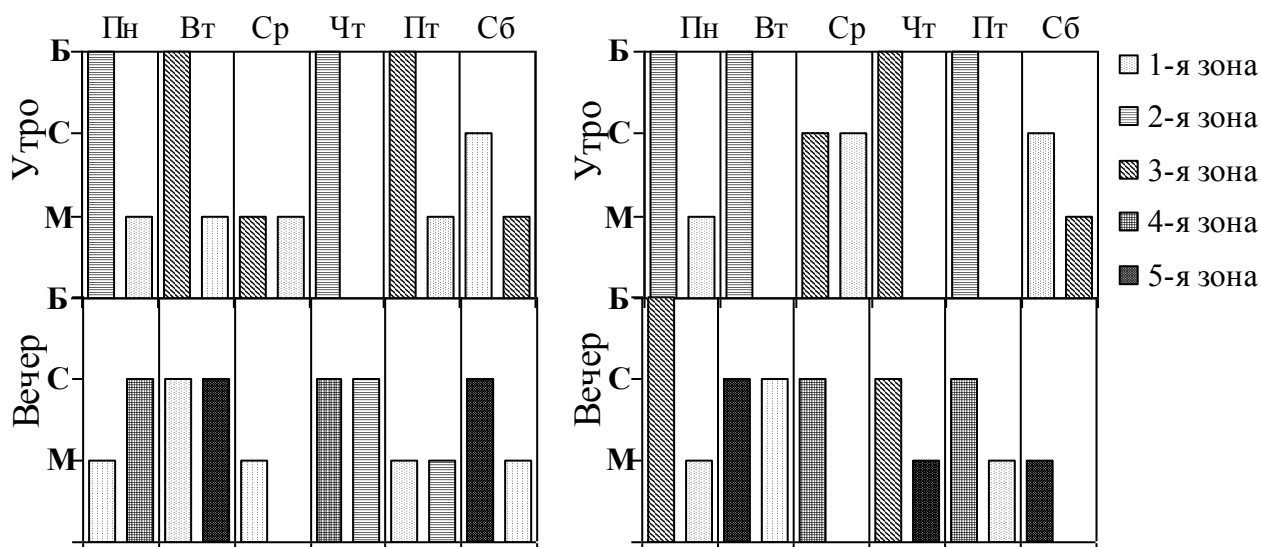 Пн Вт Ср Чт Пт Сб
Б
С
М
Утро
Б
С
М
Вечер
Пн Вт Ср Чт Пт Сб
Б
С
М
Утро
Б
С
М
Вечер
1-я зона
2-я зона
3-я зона
4-я зона
5-я зона